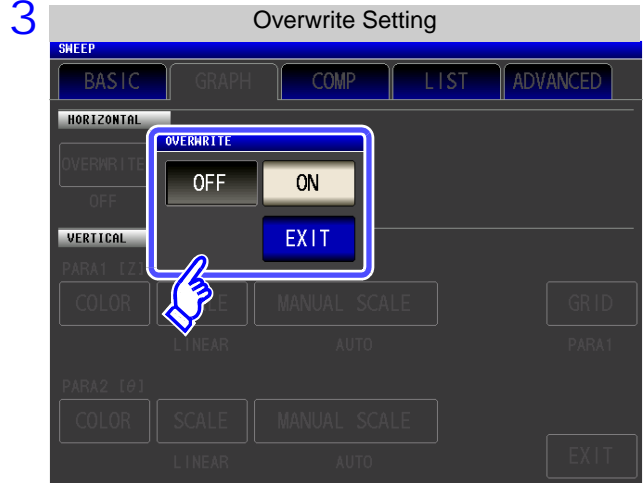 3
Overwrite Setting
SWEEP
BASIC GRAPH COMP LIST ADVANCED
HORIZONTAL
OVERWRITE
OVERWRITE
OFF ON
OFF
EXIT
VERTICAL
PARA1 [Z]
COLOR MANUAL SCALE GRID
LINEAR AUTO PARA1
PARA2 [θ]
COLOR SCALE MANUAL SCALE
LINEAR AUTO EXIT